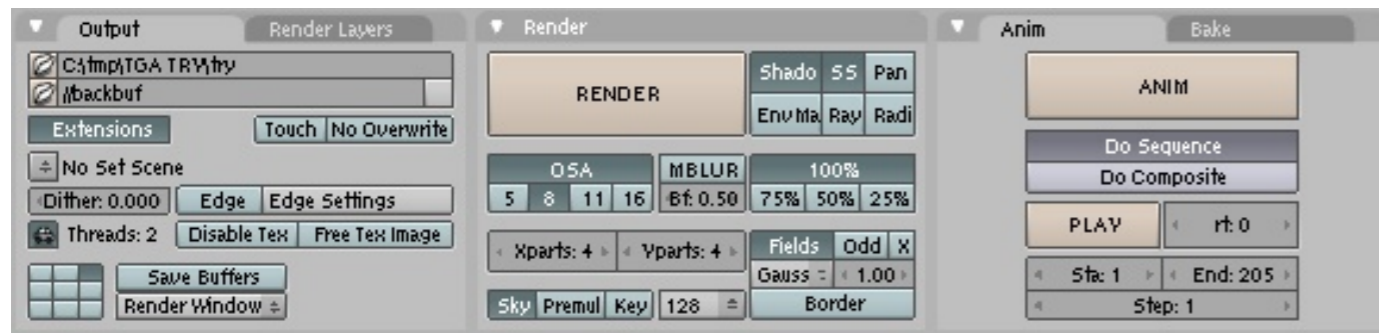 Output Render Layers
C:\tmp\TGA TRY\try
//backbuf
Extensions Touch No Overwrite
No Set Scene
Dither: 0.000 Edge Edge Settings
Threads: 2 Disable Tex Free Tex Image
Save Buffers
Render Window
Render
RENDER
Shado SS Pan
EnvMa Ray Radi
OSA MBLUR 100%
5 8 11 16 Bf: 0.50 75% 50% 25%
Xparts: 4 Yparts: 4
Fields Odd X
Gauss 1.00
Sky Premul Key 128 Border
Anim Bake
ANIM
Do Sequence
Do Composite
PLAY rt: 0
Sta: 1 End: 205
Step: 1